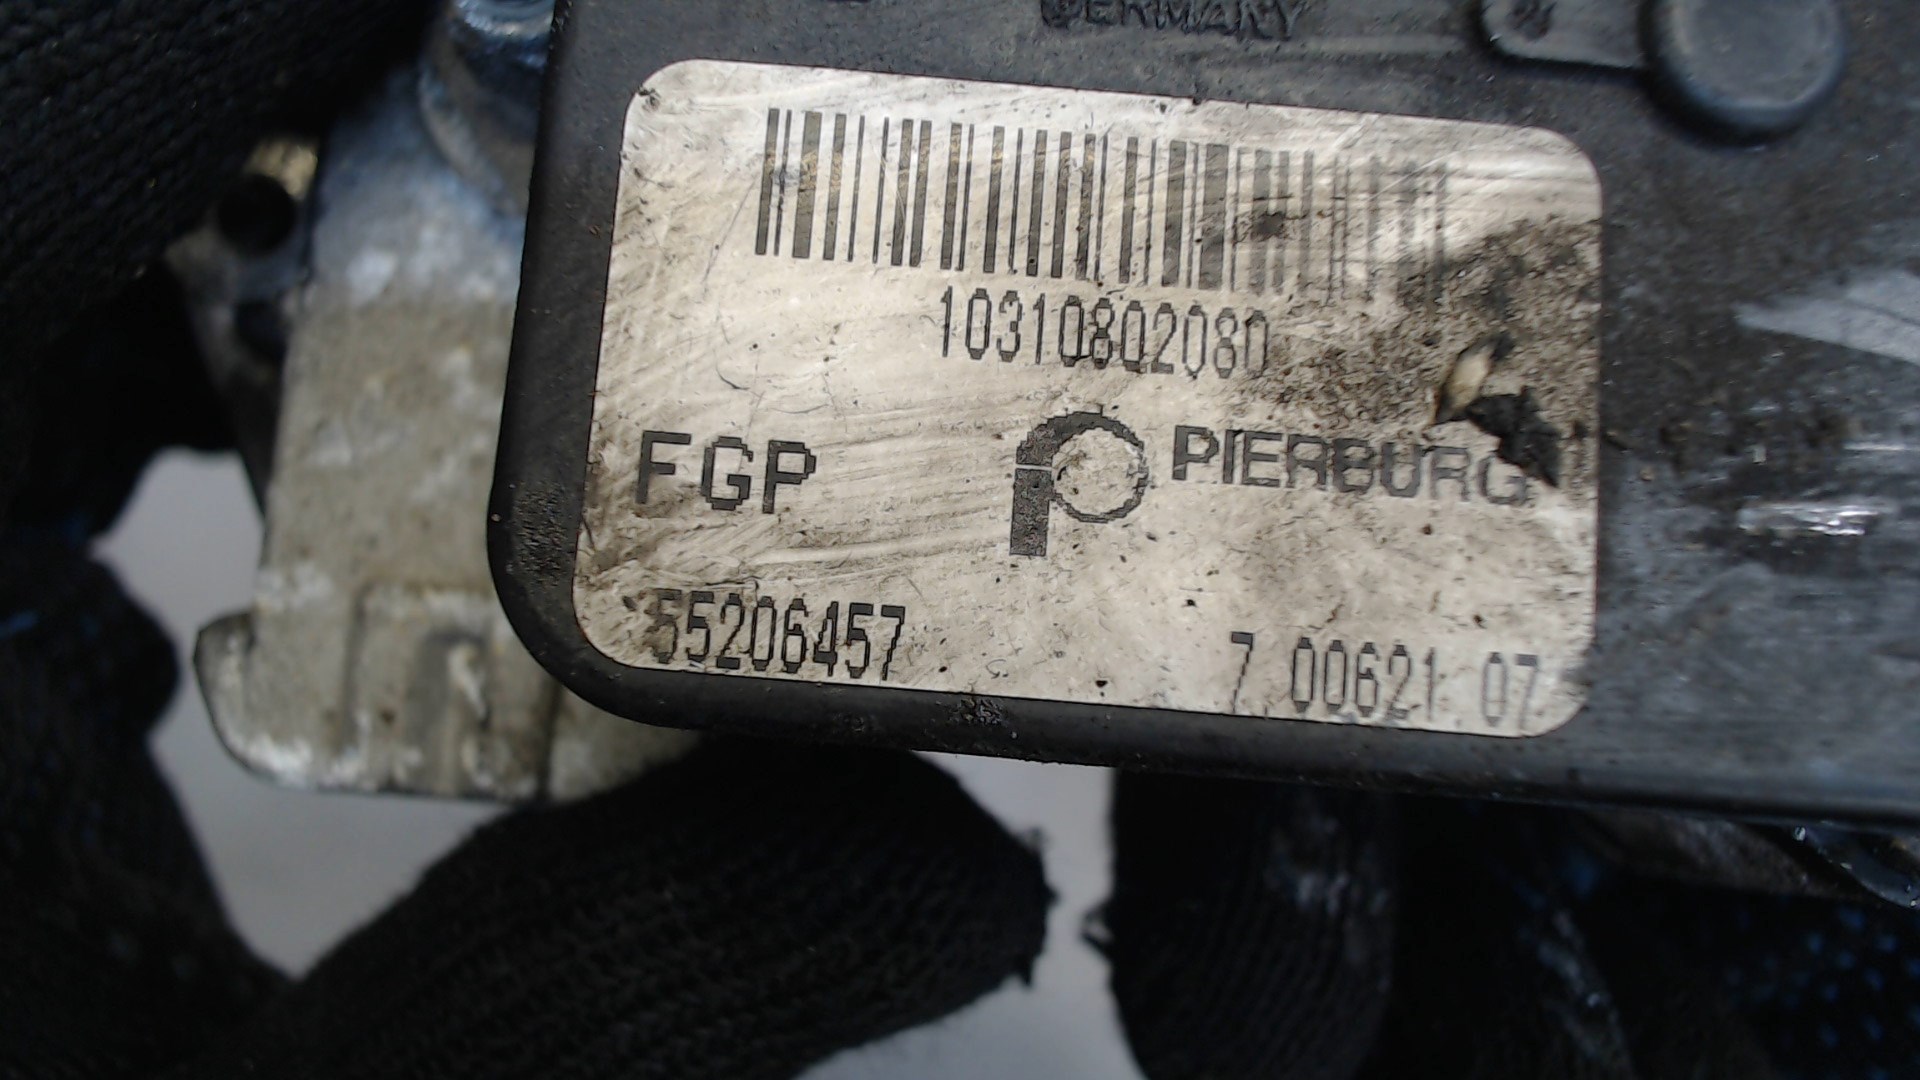 GERMANY
10310802080
FGP
PIERBURG
55206457
7 00621 07